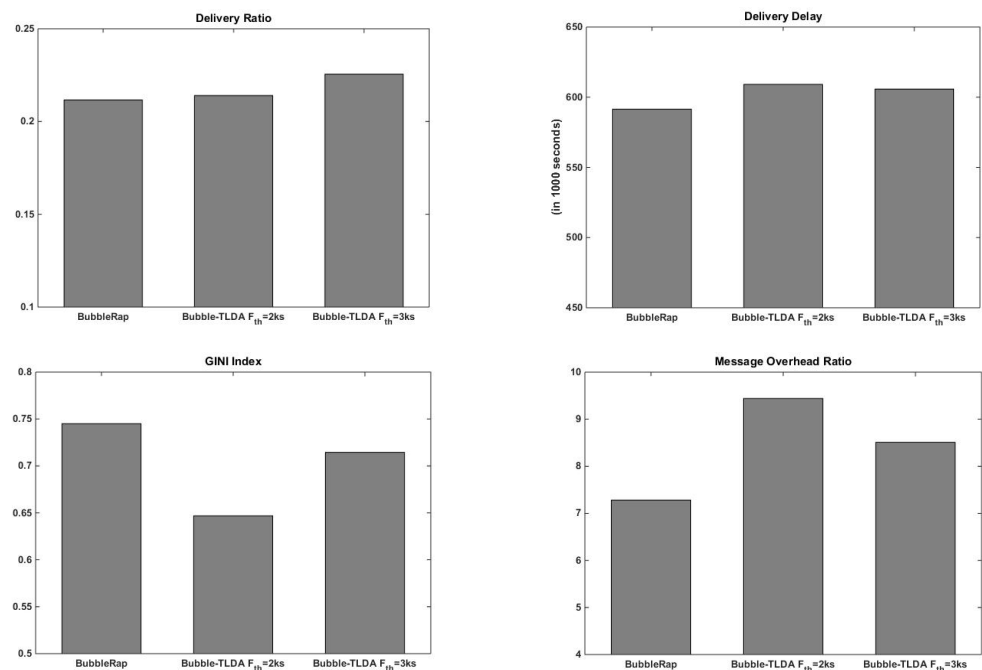 Delivery Ratio
0.25
0.2
0.15
0.1
BubbleRap Bubble-TLDA Fth=2ks Bubble-TLDA Fth=3ks
Delivery Delay
(in 1000 seconds)
650
600
550
500
450
BubbleRap Bubble-TLDA Fth=2ks Bubble-TLDA Fth=3ks
GINI Index
0.8
0.75
0.7
0.65
0.6
0.55
0.5
BubbleRap Bubble-TLDA Fth=2ks Bubble-TLDA Fth=3ks
Message Overhead Ratio
10
9
8
7
6
5
4
BubbleRap Bubble-TLDA Fth=2ks Bubble-TLDA Fth=3ks